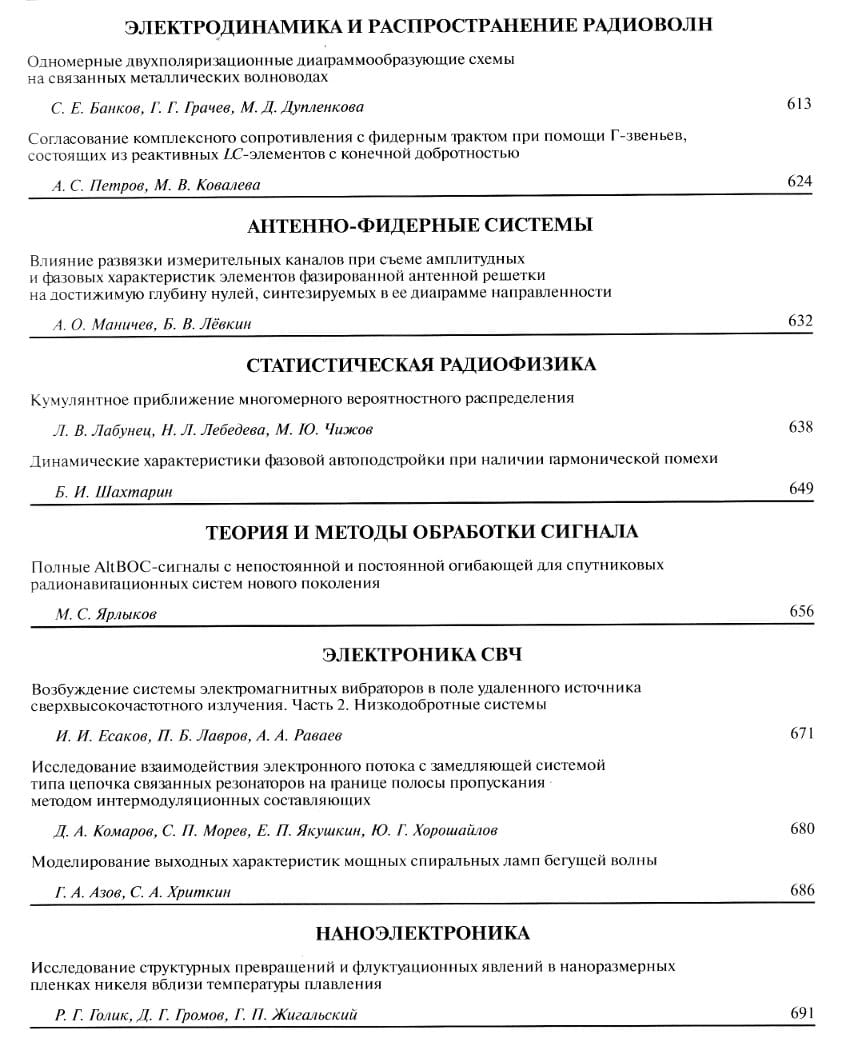 ЭЛЕКТРОДИНАМИКА И РАСПРОСТРАНЕНИЕ РАДИОВОЛН
Одномерные двухполяризационные диаграммообразующие схемы
на связанных металлических волноводах
С. Е. Банков, Г. Г. Грачев, М. Д. Дупленкова 613
Согласование комплексного сопротивления с фидерным трактом при помощи Г-звеньев,
состоящих из реактивных LC-элементов с конечной добротностью
А. С. Петров, М. В. Ковалева 624
АНТЕННО-ФИДЕРНЫЕ СИСТЕМЫ
Влияние развязки измерительных каналов при съеме амплитудных
и фазовых характеристик элементов фазированной антенной решетки
на достижимую глубину нулей, синтезируемых в ее диаграмме направленности
А. О. Маничев, Б. В. Лёвкин 632
СТАТИСТИЧЕСКАЯ РАДИОФИЗИКА
Кумулянтное приближение многомерного вероятностного распределения
Л. В. Лабунец, Н. Л. Лебедева, М. Ю. Чижов 638
Динамические характеристики фазовой автоподстройки при наличии гармонической помехи
Б. И. Шахтарин 649
ТЕОРИЯ И МЕТОДЫ ОБРАБОТКИ СИГНАЛА
Полные AltBOC-сигналы с непостоянной и постоянной огибающей для спутниковых
радионавигационных систем нового поколения
М. С. Ярлыков 656
ЭЛЕКТРОНИКА СВЧ
Возбуждение системы электромагнитных вибраторов в поле удаленного источника
сверхвысокочастотного излучения. Часть 2. Низкодобротные системы
И. И. Есаков, П. Б. Лавров, А. А. Раваев 671
Исследование взаимодействия электронного потока с замедляющей системой
типа цепочка связанных резонаторов на границе полосы пропускания
методом интермодуляционных составляющих
Д. А. Комаров, С. П. Морев, Е. П. Якушкин, Ю. Г. Хорошайлов 680
Моделирование выходных характеристик мощных спиральных ламп бегущей волны
Г. А. Азов, С. А. Хриткин 686
НАНОЭЛЕКТРОНИКА
Исследование структурных превращений и флуктуационных явлений в наноразмерных
пленках никеля вблизи температуры плавления
Р. Г. Голик, Д. Г. Громов, Г. П. Жигальский 691